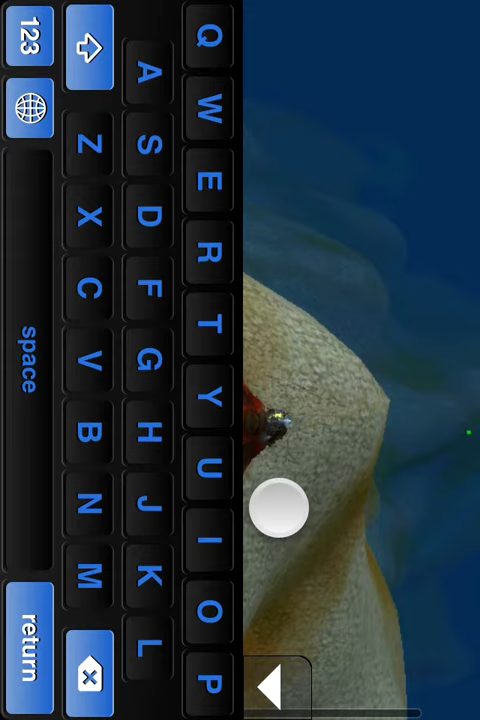 Q W E R T Y U I O P
A S D F G H J K L
Z X C V B N M
123 space return